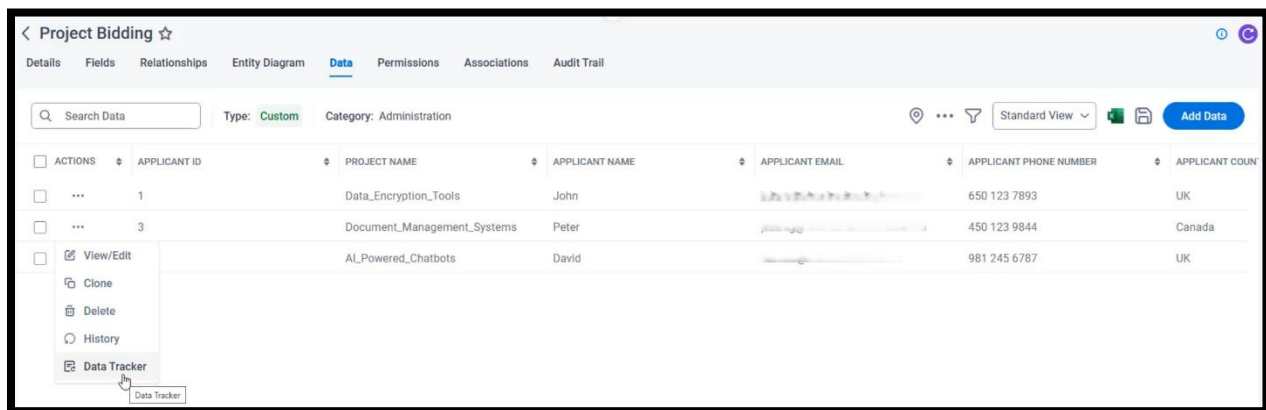 Project Bidding
Details Fields Relationships Entity Diagram Data Permissions Associations Audit Trail
Search Data Type: Custom Category: Administration Standard View Add Data
ACTIONS APPLICANT ID PROJECT NAME APPLICANT NAME APPLICANT EMAIL APPLICANT PHONE NUMBER APPLICANT COUNT
1 Data_Encryption_Tools John 650 123 7893 UK
3 Document_Management_Systems Peter 450 123 9844 Canada
View/Edit AI_Powered_Chatbots David 981 245 6787 UK
Clone
Delete
History
Data Tracker
Data Tracker